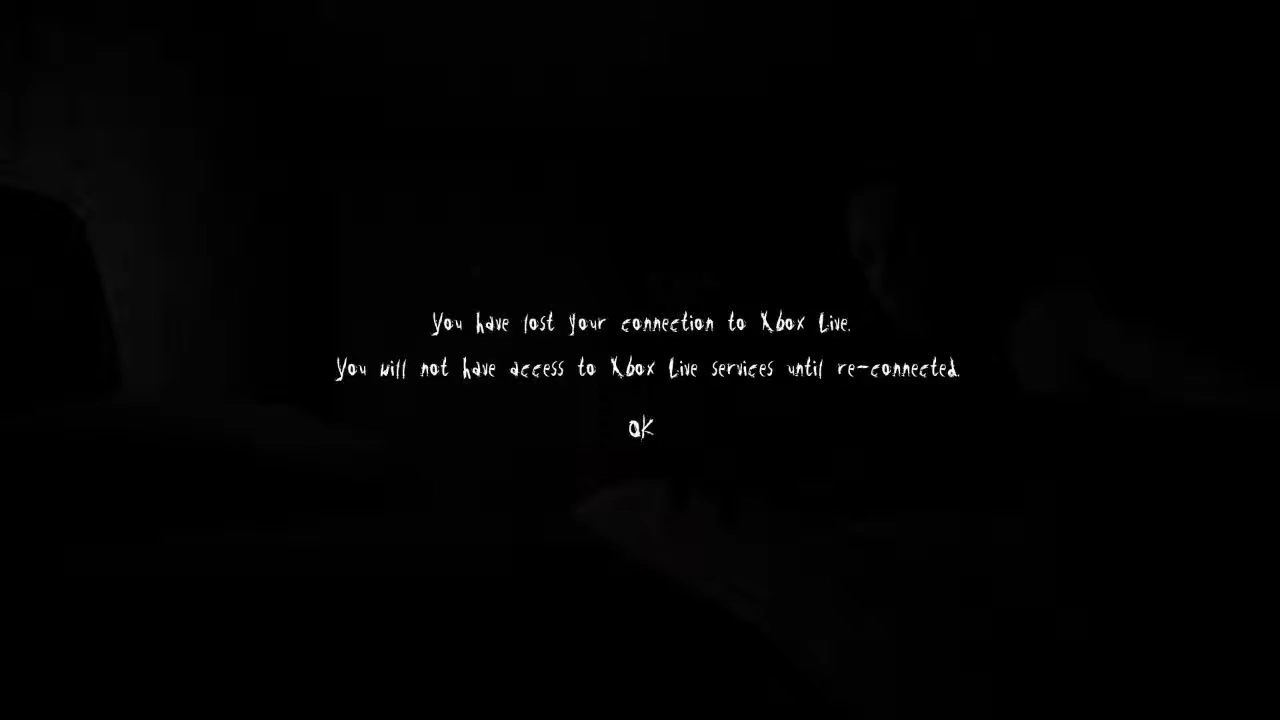 You have lost your connection to Xbox Live.
You will not have access to Xbox Live services until re-connected.
OK